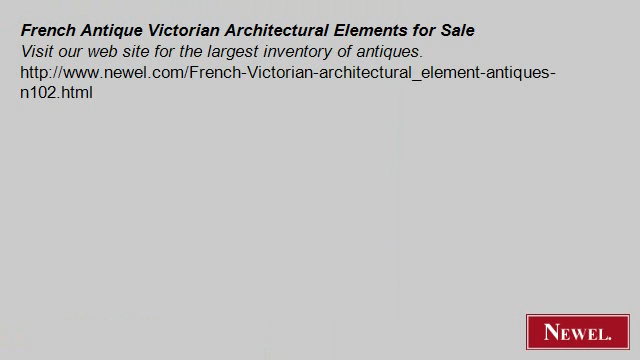 French Antique Victorian Architectural Elements for Sale
Visit our web site for the largest inventory of antiques.
http://www.newel.com/French-Victorian-architectural_element-antiques-
n102.html
NEWEL.